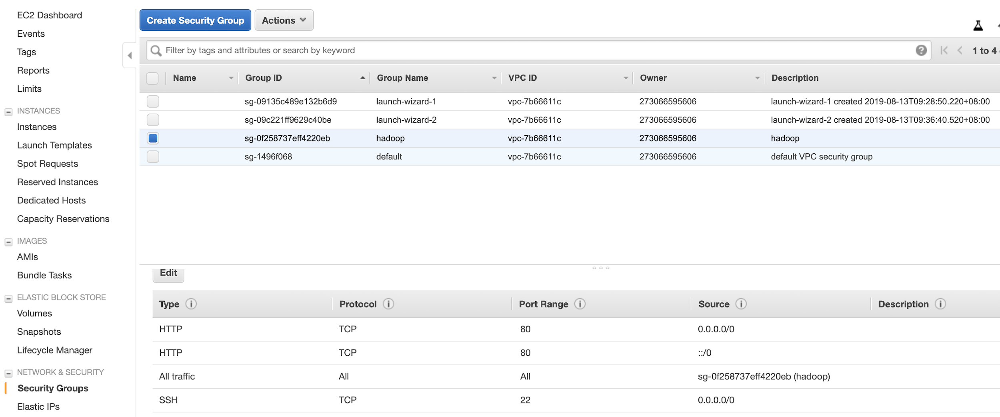 EC2 Dashboard
Events
Tags
Reports
Limits
INSTANCES
Instances
Launch Templates
Spot Requests
Reserved Instances
Dedicated Hosts
Capacity Reservations
IMAGES
AMIs
Bundle Tasks
ELASTIC BLOCK STORE
Volumes
Snapshots
Lifecycle Manager
NETWORK & SECURITY
Security Groups
Elastic IPs
Create Security Group Actions
Filter by tags and attributes or search by keyword 1 to 4
Name Group ID Group Name VPC ID Owner Description
sg-09135c489e132b6d9 launch-wizard-1 vpc-7b66611c 273066595606 launch-wizard-1 created 2019-08-13T09:28:50.220+08:00
sg-09c221ff9629c40be launch-wizard-2 vpc-7b66611c 273066595606 launch-wizard-2 created 2019-08-13T09:36:40.520+08:00
sg-0f258737eff4220eb hadoop vpc-7b66611c 273066595606 hadoop
sg-1496f068 default vpc-7b66611c 273066595606 default VPC security group
Edit
Type Protocol Port Range Source Description
HTTP TCP 80 0.0.0.0/0
HTTP TCP 80 ::/0
All traffic All All sg-0f258737eff4220eb (hadoop)
SSH TCP 22 0.0.0.0/0